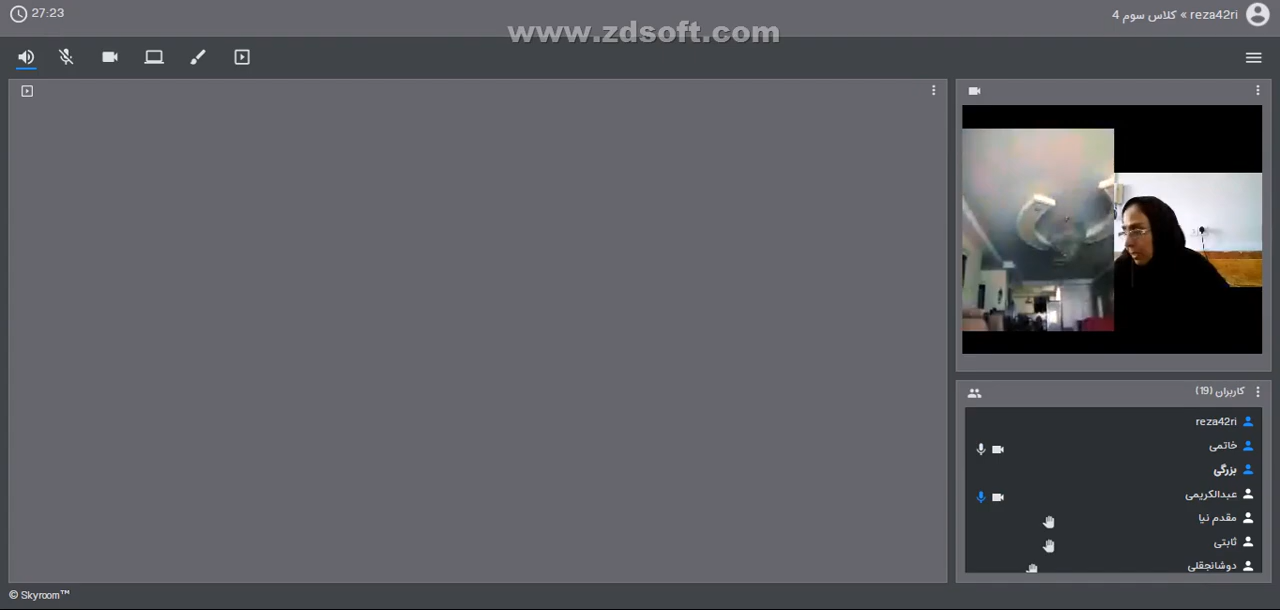 27:23
www.zdsoft.com
reza42ri » کلاس سوم 4
کاربران (19)
reza42ri
خاتمی
بزرگی
عبدالکریمی
مقدم نیا
ثابتی
دوشانجقلی
© Skyroom™